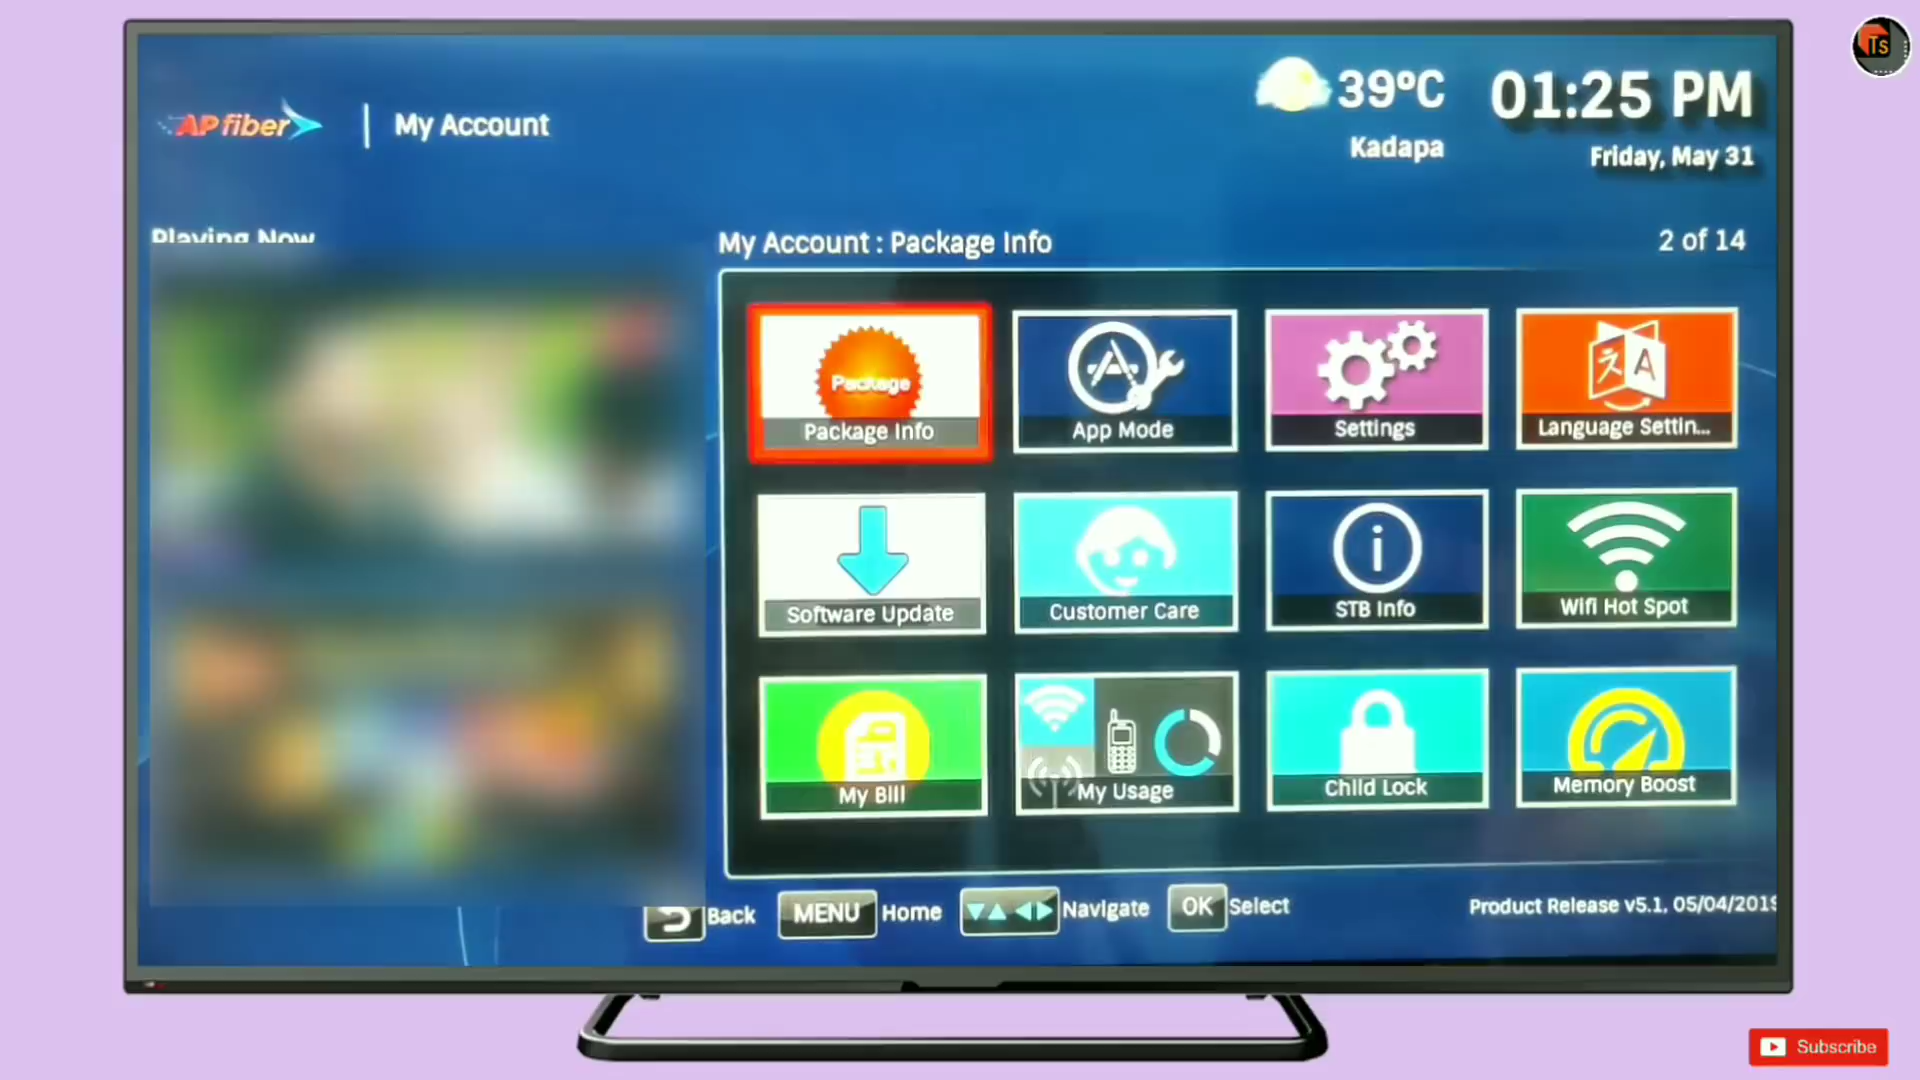 Ts
AP fiber
My Account
39°C
Kadapa
01:25 PM
Friday, May 31
Playing Now
My Account : Package Info
2 of 14
Package
Package Info
App Mode
Settings
Language Settin...
Software Update
Customer Care
STB Info
Wifi Hot Spot
My Bill
My Usage
Child Lock
Memory Boost
Back
MENU Home
Navigate
OK Select
Product Release v5.1, 05/04/2019
Subscribe